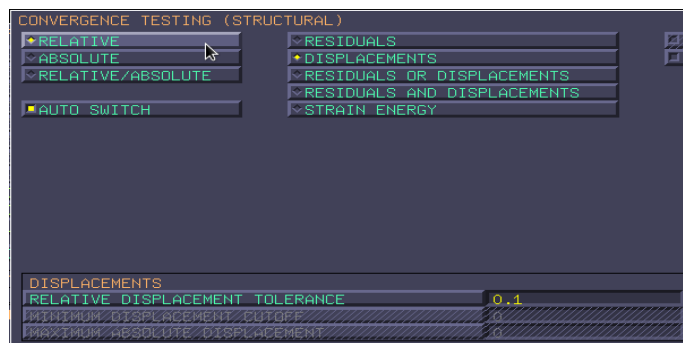 CONVERGENCE TESTING (STRUCTURAL)
RELATIVE
ABSOLUTE
RELATIVE/ABSOLUTE
AUTO SWITCH
RESIDUALS
DISPLACEMENTS
RESIDUALS OR DISPLACEMENTS
RESIDUALS AND DISPLACEMENTS
STRAIN ENERGY
DISPLACEMENTS
RELATIVE DISPLACEMENT TOLERANCE 0.1
MINIMUM DISPLACEMENT CUTOFF 0
MAXIMUM ABSOLUTE DISPLACEMENT 0